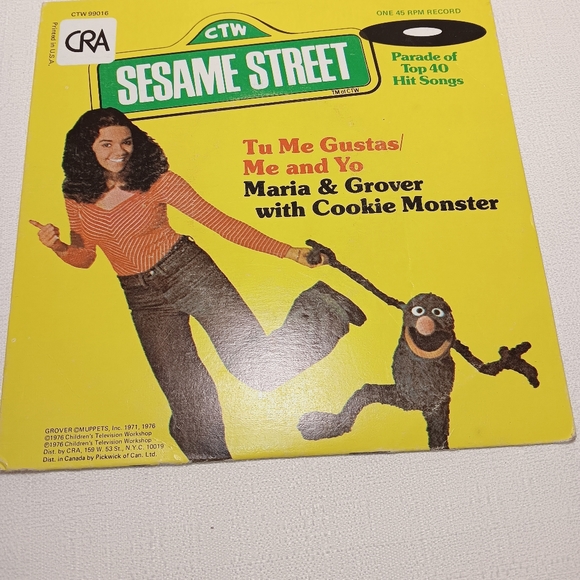 CTW 99016
Printed in U.S.A.
CRA
CTW
SESAME STREET
TM of CTW
ONE 45 RPM RECORD
Parade of
Top 40
Hit Songs
Tu Me Gustas/
Me and Yo
Maria & Grover
with Cookie Monster
GROVER ©MUPPETS, Inc. 1971, 1976
©1976 Children's Television Workshop
℗1976 Children's Television Workshop
Dist. by CRA, 159 W. 53 St., N.Y.C. 10019
Dist. in Canada by Pickwick of Can. Ltd.